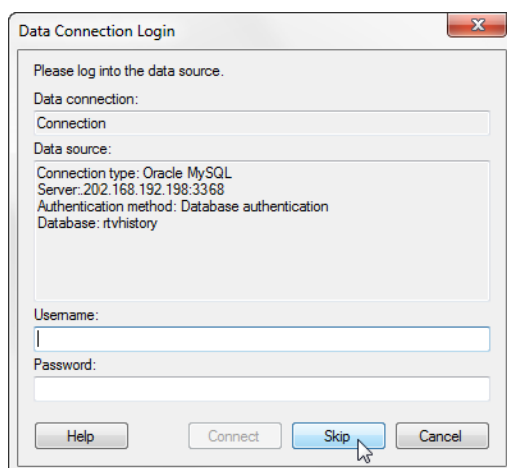 Data Connection Login
Please log into the data source.
Data connection:
Connection
Data source:
Connection type: Oracle MySQL
Server:.202.168.192.198:3368
Authentication method: Database authentication
Database: rtvhistory
Username:
Password:
Help Connect Skip Cancel